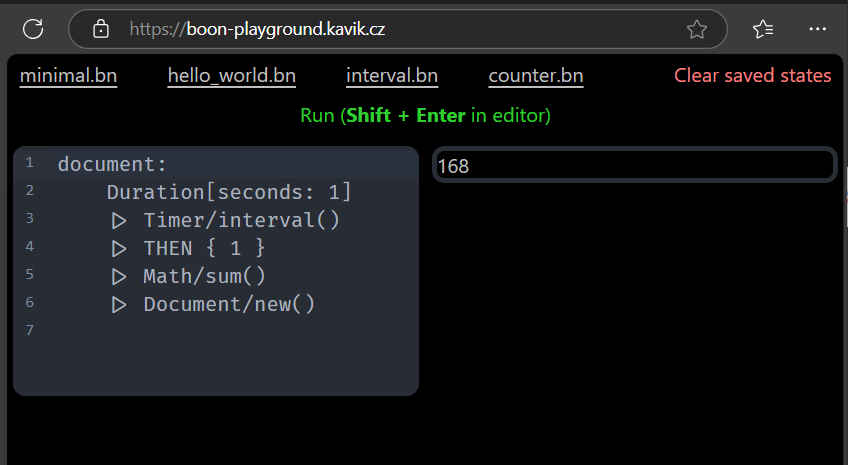 https://boon-playground.kavik.cz
minimal.bn hello_world.bn interval.bn counter.bn Clear saved states
Run (Shift + Enter in editor)
1 document:
2     Duration[seconds: 1]
3     ▷ Timer/interval()
4     ▷ THEN { 1 }
5     ▷ Math/sum()
6     ▷ Document/new()
7
168